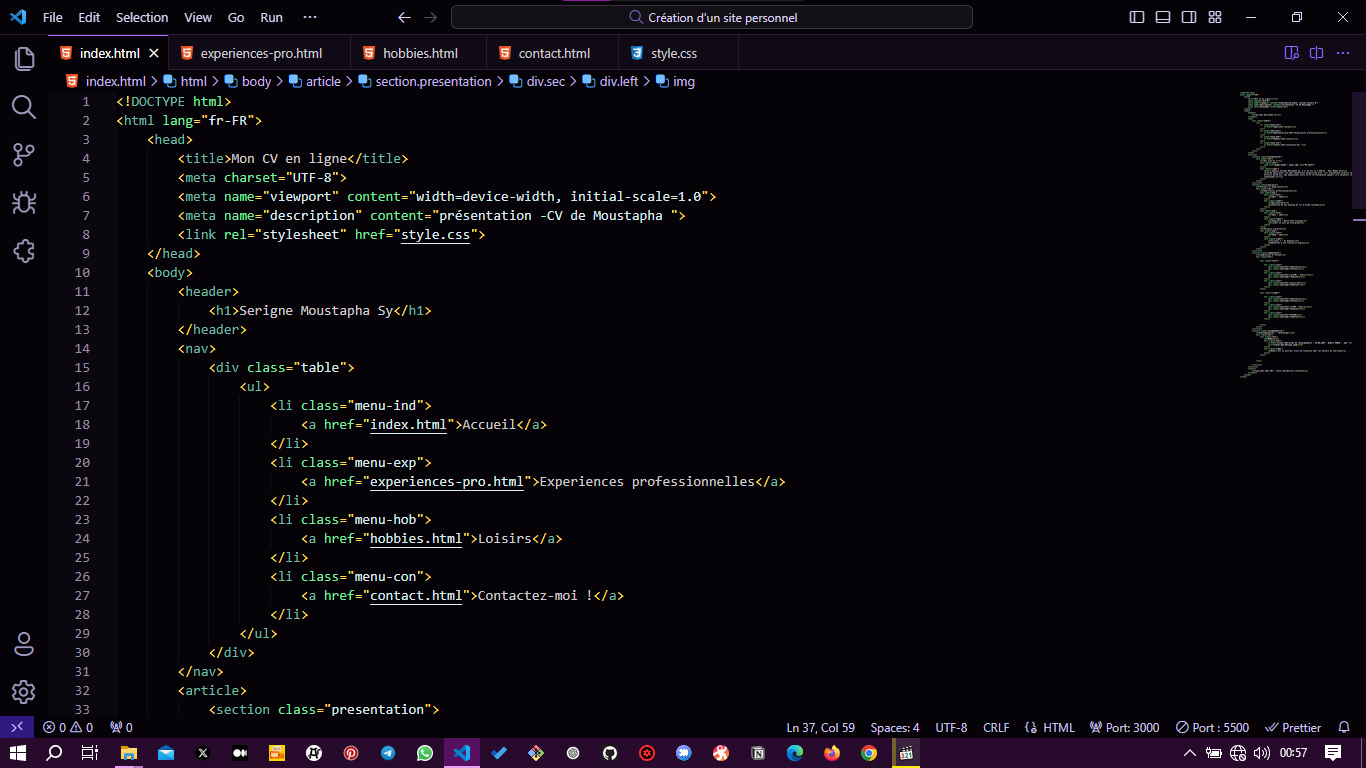 File Edit Selection View Go Run ···
Création d'un site personnel
index.html experiences-pro.html hobbies.html contact.html style.css
index.html > html > body > article > section.presentation > div.sec > div.left > img
1 <!DOCTYPE html>
2 <html lang="fr-FR">
3 <head>
4 <title>Mon CV en ligne</title>
5 <meta charset="UTF-8">
6 <meta name="viewport" content="width=device-width, initial-scale=1.0">
7 <meta name="description" content="présentation -CV de Moustapha ">
8 <link rel="stylesheet" href="style.css">
9 </head>
10 <body>
11 <header>
12 <h1>Serigne Moustapha Sy</h1>
13 </header>
14 <nav>
15 <div class="table">
16 <ul>
17 <li class="menu-ind">
18 <a href="index.html">Accueil</a>
19 </li>
20 <li class="menu-exp">
21 <a href="experiences-pro.html">Experiences professionnelles</a>
22 </li>
23 <li class="menu-hob">
24 <a href="hobbies.html">Loisirs</a>
25 </li>
26 <li class="menu-con">
27 <a href="contact.html">Contactez-moi !</a>
28 </li>
29 </ul>
30 </div>
31 </nav>
32 <article>
33 <section class="presentation">
0 0 0 Ln 37, Col 59 Spaces: 4 UTF-8 CRLF {} HTML Port: 3000 Port : 5500 Prettier
00:57